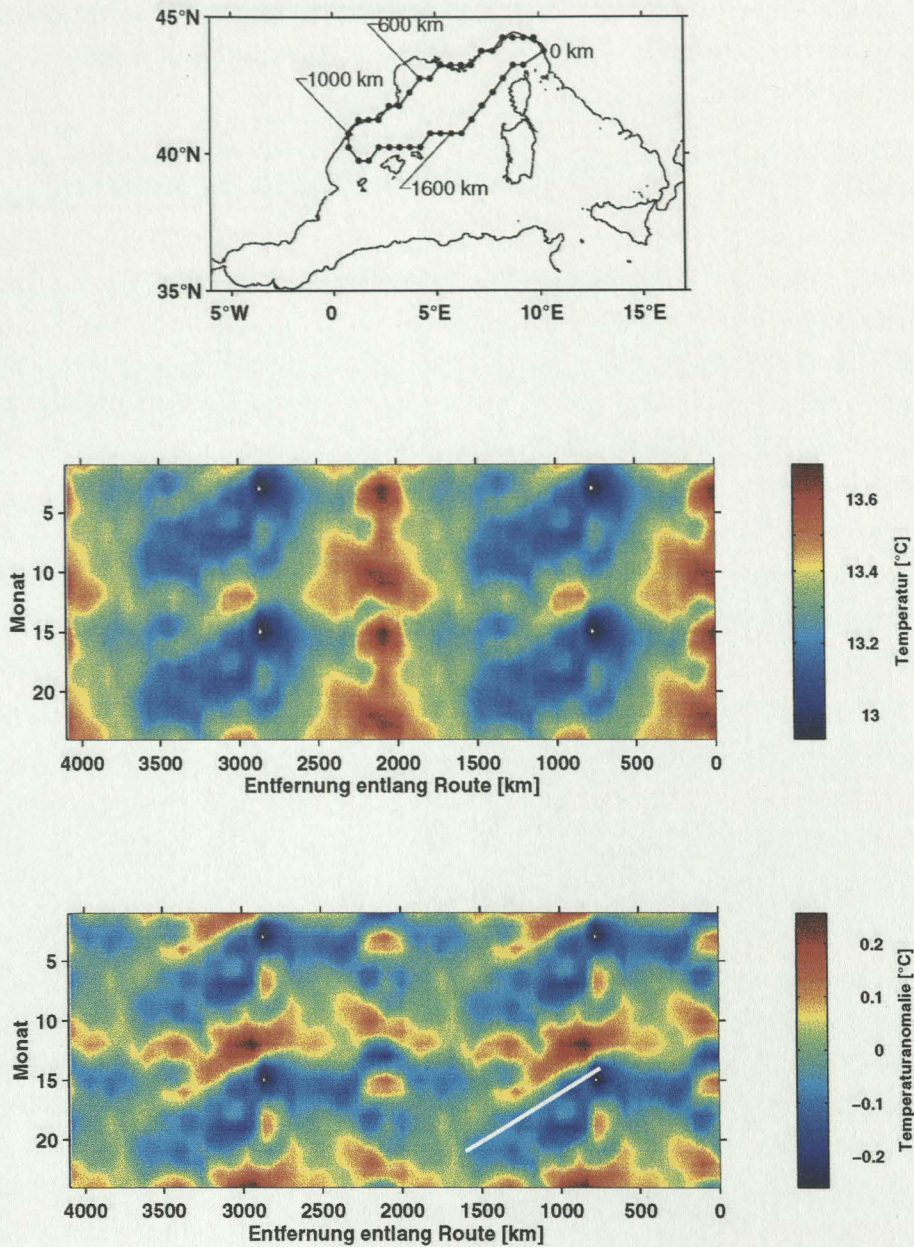 45°N
40°N
35°N
5°W
0
5°E
10°E
15°E
600 km
0 km
1000 km
1600 km
Monat
5
10
15
20
4000
3500
3000
2500
2000
1500
1000
500
0
Entfernung entlang Route [km]
13.6
13.4
13.2
13
Temperatur [°C]
Monat
5
10
15
20
4000
3500
3000
2500
2000
1500
1000
500
0
Entfernung entlang Route [km]
0.2
0.1
0
−0.1
−0.2
Temperaturanomalie [°C]